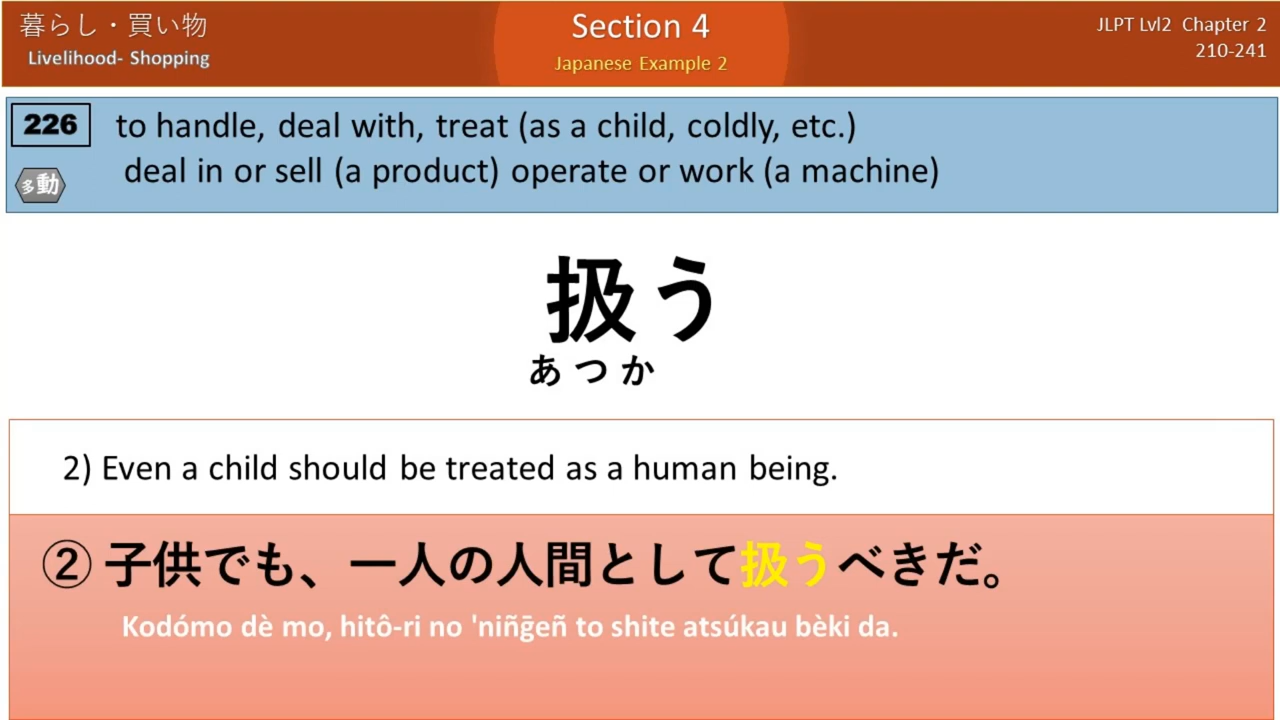 暮らし・買い物
Livelihood- Shopping
Section 4
Japanese Example 2
JLPT Lvl2 Chapter 2
210-241
226
to handle, deal with, treat (as a child, coldly, etc.)
多動
deal in or sell (a product) operate or work (a machine)
扱う
あつか
2) Even a child should be treated as a human being.
② 子供でも、一人の人間として扱うべきだ。
Kodómo dè mo, hitô-ri no 'niñḡeñ to shite atsúkau bèki da.